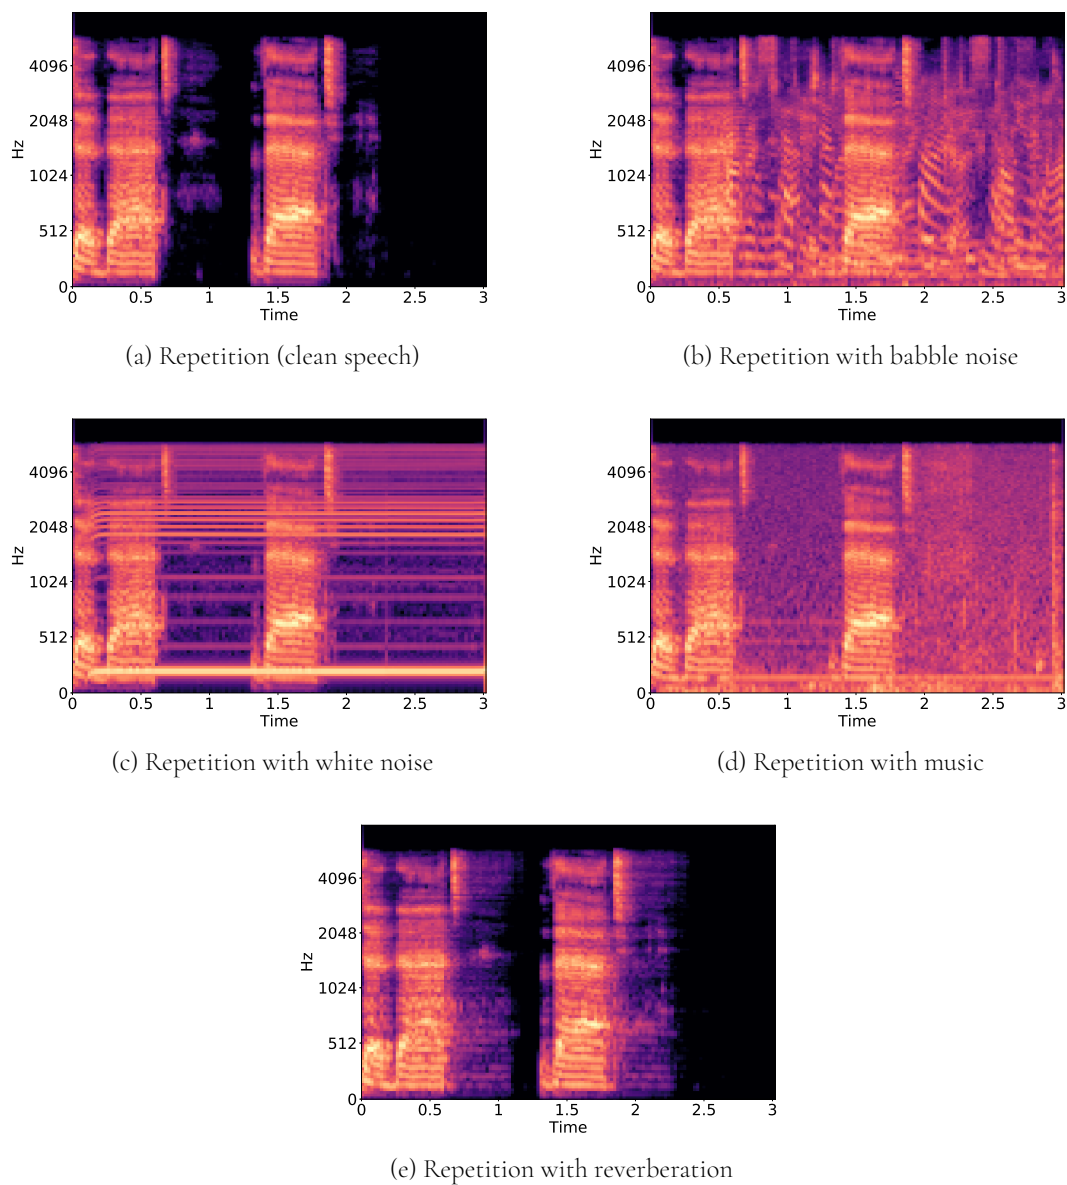 Hz
4096
2048
1024
512
0
0 0.5 1 1.5 2 2.5 3
Time
(a) Repetition (clean speech)
Hz
4096
2048
1024
512
0
0 0.5 1 1.5 2 2.5 3
Time
(b) Repetition with babble noise
Hz
4096
2048
1024
512
0
0 0.5 1 1.5 2 2.5 3
Time
(c) Repetition with white noise
Hz
4096
2048
1024
512
0
0 0.5 1 1.5 2 2.5 3
Time
(d) Repetition with music
Hz
4096
2048
1024
512
0
0 0.5 1 1.5 2 2.5 3
Time
(e) Repetition with reverberation